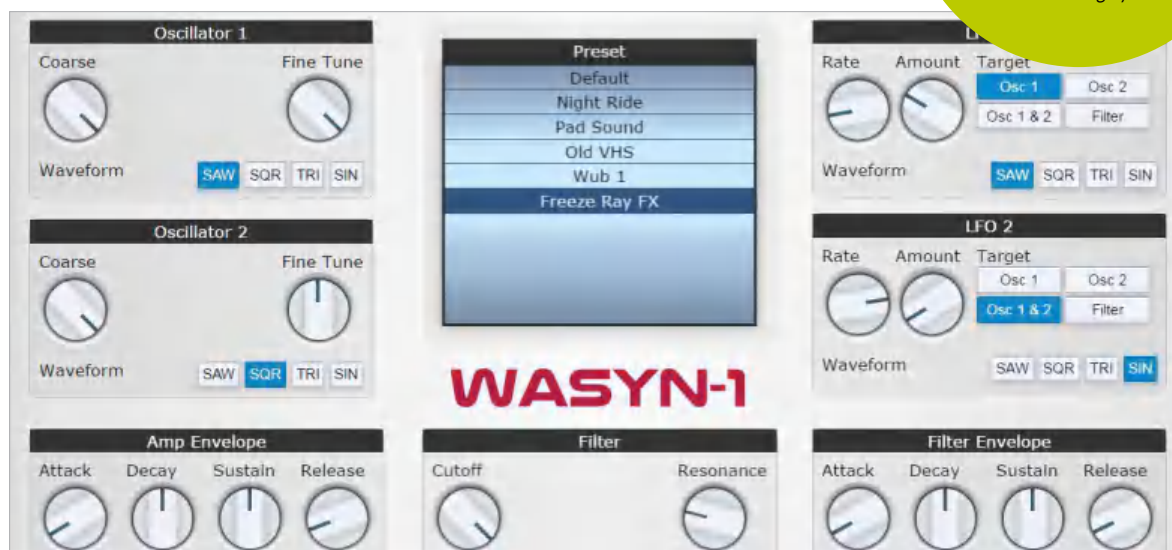 Oscillator 1
Coarse Fine Tune
Waveform SAW SQR TRI SIN
Oscillator 2
Coarse Fine Tune
Waveform SAW SQR TRI SIN
Preset
Default
Night Ride
Pad Sound
Old VHS
Wub 1
Freeze Ray FX
WASYN-1
Rate Amount Target
Osc 1 Osc 2
Osc 1 & 2 Filter
Waveform SAW SQR TRI SIN
LFO 2
Rate Amount Target
Osc 1 Osc 2
Osc 1 & 2 Filter
Waveform SAW SQR TRI SIN
Amp Envelope
Attack Decay Sustain Release
Filter
Cutoff Resonance
Filter Envelope
Attack Decay Sustain Release